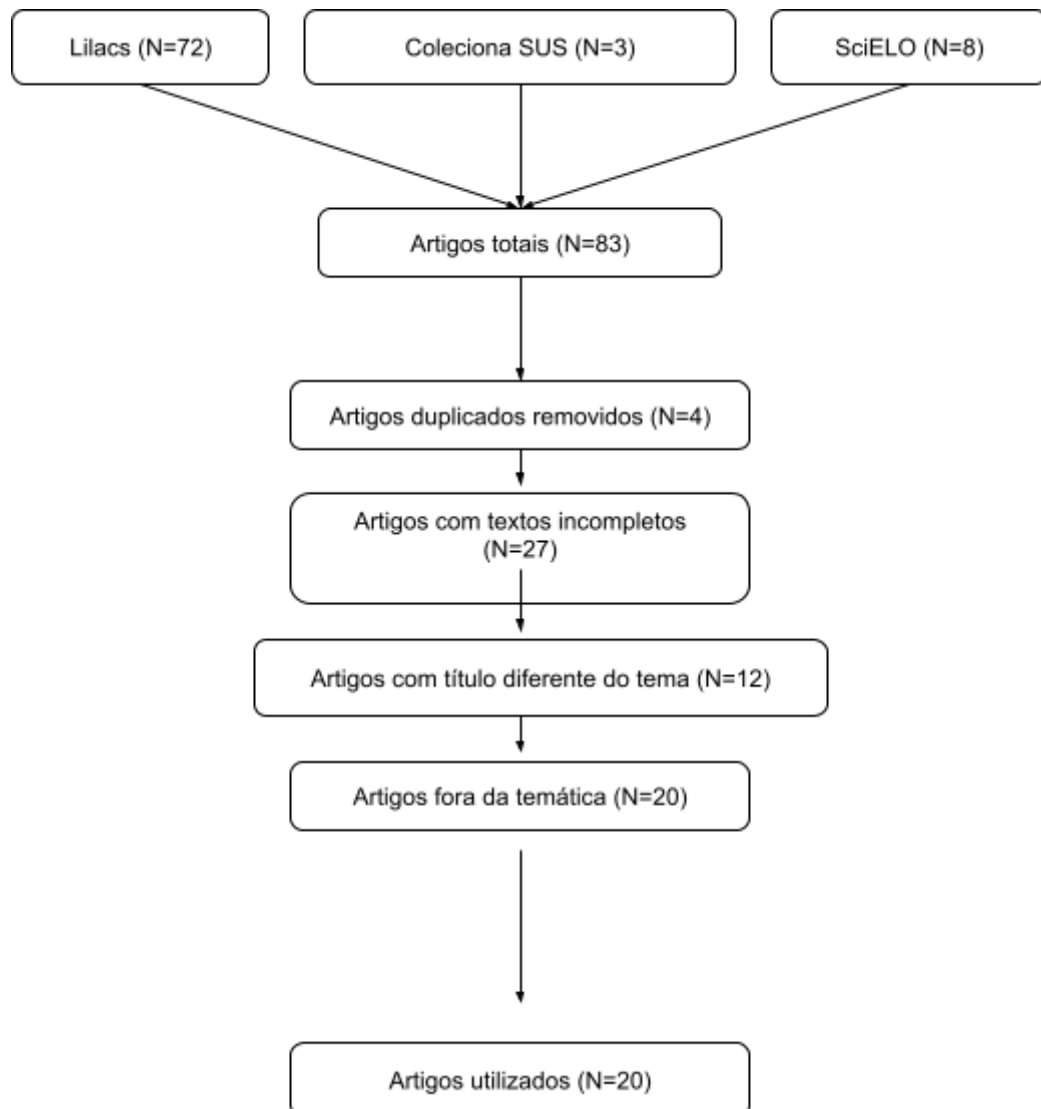 Lilacs (N=72)
Coleciona SUS (N=3)
SciELO (N=8)
Artigos totais (N=83)
Artigos duplicados removidos (N=4)
Artigos com textos incompletos
(N=27)
Artigos com título diferente do tema (N=12)
Artigos fora da temática (N=20)
Artigos utilizados (N=20)